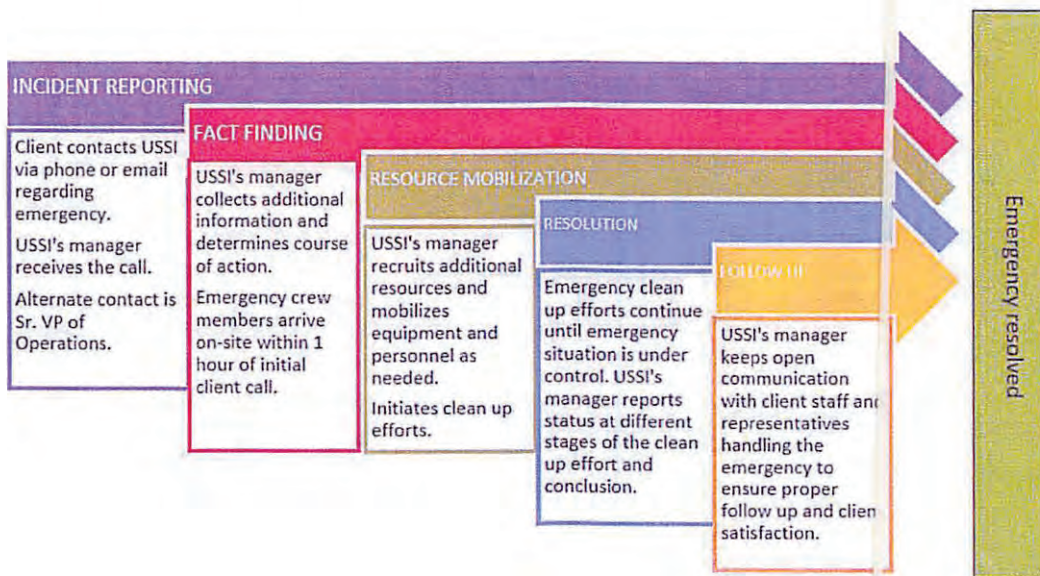 INCIDENT REPORTING
Client contacts USSI
via phone or email
regarding
emergency.
USSI's manager
receives the call.
Alternate contact is
Sr. VP of
Operations.
FACT FINDING
USSI's manager
collects additional
information and
determines course
of action.
Emergency crew
members arrive
on-site within 1
hour of initial
client call.
RESOURCE MOBILIZATION
USSI's manager
recruits additional
resources and
mobilizes
equipment and
personnel as
needed.
Initiates clean up
efforts.
RESOLUTION
Emergency clean
up efforts continue
until emergency
situation is under
control. USSI's
manager reports
status at different
stages of the clean
up effort and
conclusion.
FOLLOW UP
USSI's manager
keeps open
communication
with client staff and
representatives
handling the
emergency to
ensure proper
follow up and client
satisfaction.
Emergency resolved